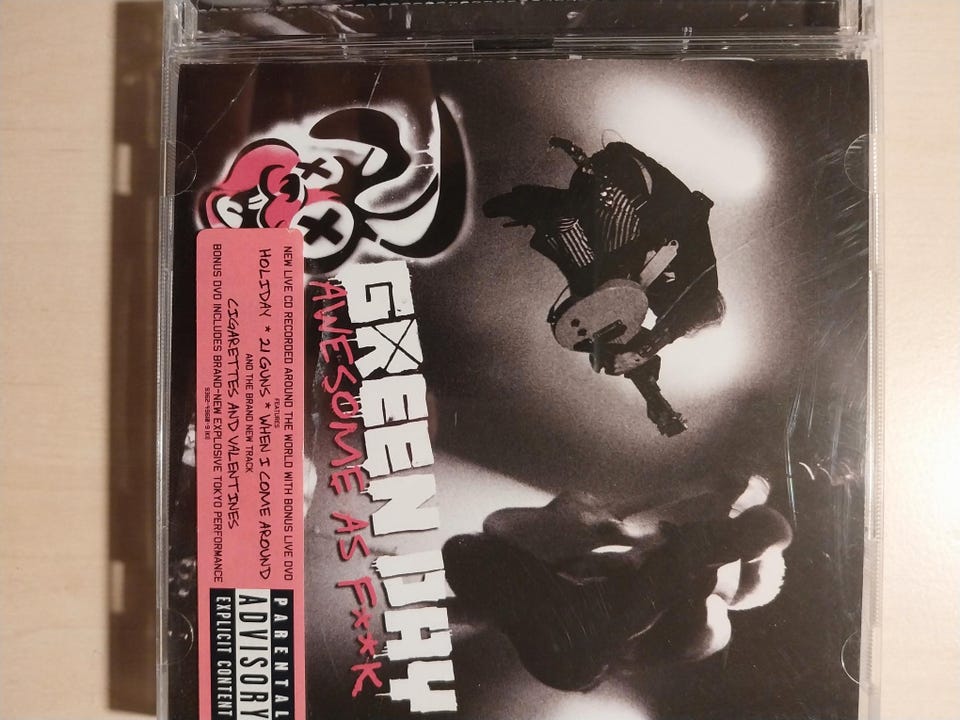 GREEN DAY
AWESOME AS F**K
NEW LIVE CD RECORDED AROUND THE WORLD WITH BONUS LIVE DVD
FEATURES
HOLIDAY * 21 GUNS * WHEN I COME AROUND
AND THE BRAND NEW TRACK
CIGARETTES AND VALENTINES
BONUS DVD INCLUDES BRAND-NEW EXPLOSIVE TOKYO PERFORMANCE
PARENTAL
ADVISORY
EXPLICIT CONTENT